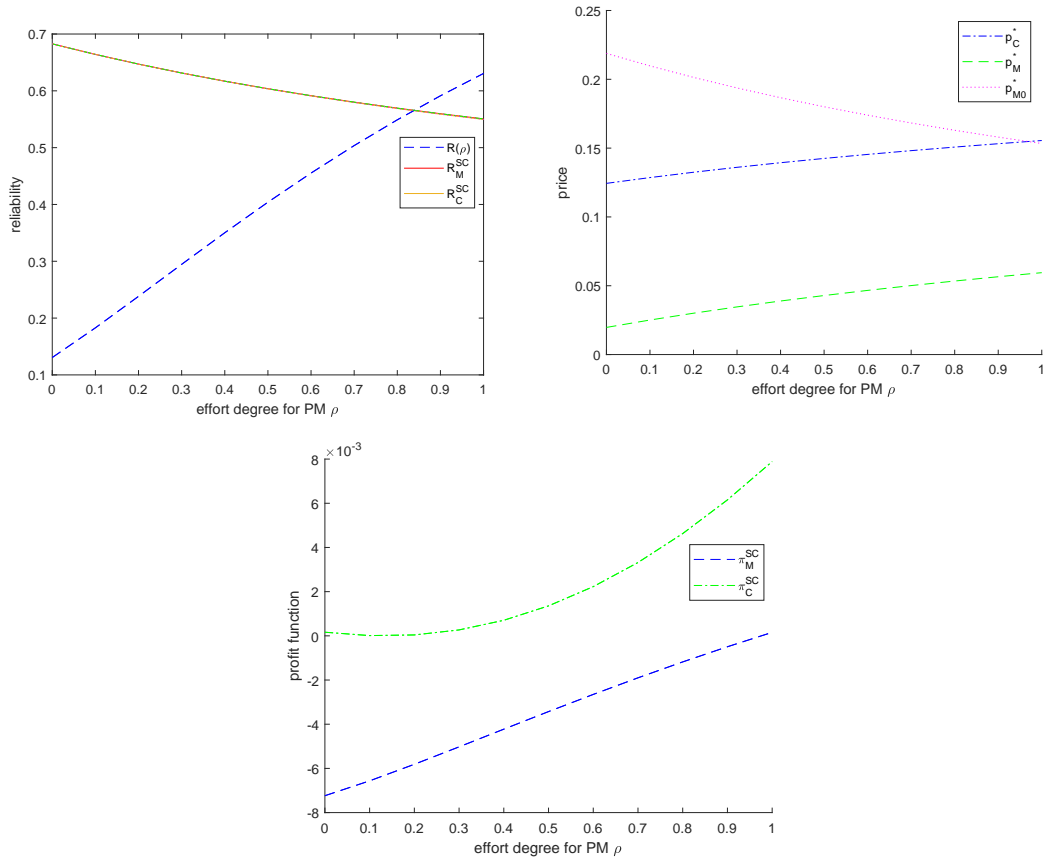 0.7
0.6
0.5
0.4
0.3
0.2
0.1
reliability
0 0.1 0.2 0.3 0.4 0.5 0.6 0.7 0.8 0.9 1
effort degree for PM ρ
R(ρ)
R_M^SC
R_C^SC
0.25
0.2
0.15
0.1
0.05
0
price
0 0.1 0.2 0.3 0.4 0.5 0.6 0.7 0.8 0.9 1
effort degree for PM ρ
p_C^*
p_M^*
p_M0^*
×10^-3
8
6
4
2
0
-2
-4
-6
-8
profit function
0 0.1 0.2 0.3 0.4 0.5 0.6 0.7 0.8 0.9 1
effort degree for PM ρ
π_M^SC
π_C^SC